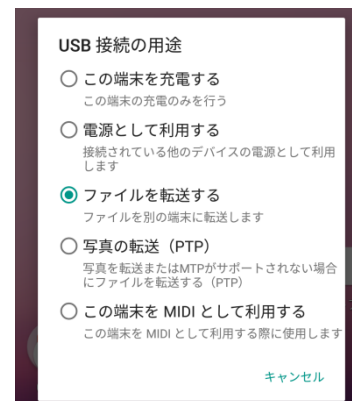 USB 接続の用途
この端末を充電する
この端末の充電のみを行う
電源として利用する
接続されている他のデバイスの電源として利用
します
ファイルを転送する
ファイルを別の端末に転送します
写真の転送（PTP）
写真を転送またはMTPがサポートされない場合
にファイルを転送する（PTP）
この端末を MIDI として利用する
この端末を MIDI として利用する際に使用します
キャンセル